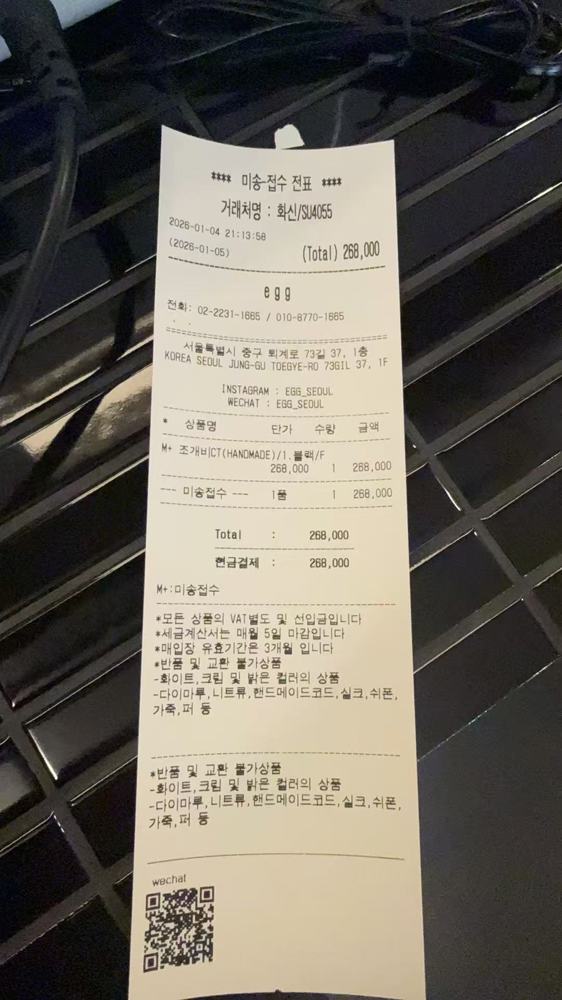 **** 미송-접수 전표 ****
거래처명 : 화신/SU4055
2026-01-04 21:13:58
(2026-01-05) (Total) 268,000
egg
전화: 02-2231-1665 / 010-8770-1665
서울특별시 중구 퇴계로 73길 37, 1층
KOREA SEOUL JUNG-GU TOEGYE-RO 73GIL 37, 1F
INSTAGRAM : EGG_SEOUL
WECHAT : EGG_SEOUL
* 상품명 단가 수량 금액
M+ 조개비CT(HANDMADE)/1.블랙/F
268,000 1 268,000
--- 미송접수 --- 1품 1 268,000
Total : 268,000
현금결제 : 268,000
M+:미송접수
*모든 상품의 VAT별도 및 선입금입니다
*세금계산서는 매월 5일 마감입니다
*매입장 유효기간은 3개월 입니다
*반품 및 교환 불가상품
-화이트,크림 및 밝은 컬러의 상품
-다이마루,니트류,핸드메이드코드,실크,쉬폰,
가죽,퍼 등
*반품 및 교환 불가상품
-화이트,크림 및 밝은 컬러의 상품
-다이마루,니트류,핸드메이드코드,실크,쉬폰,
가죽,퍼 등
wechat